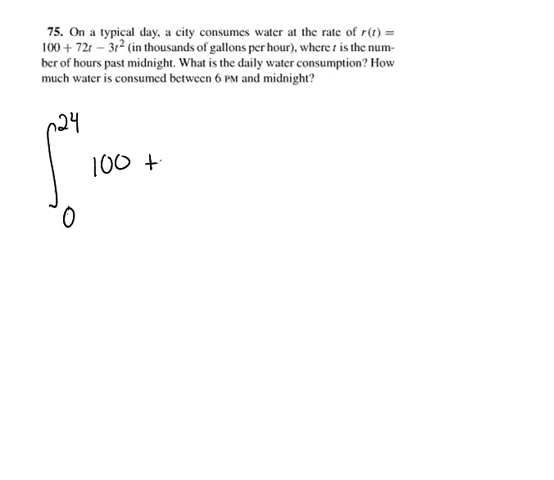 75. On a typical day, a city consumes water at the rate of r(t) =
100 + 72t − 3t² (in thousands of gallons per hour), where t is the num-
ber of hours past midnight. What is the daily water consumption? How
much water is consumed between 6 PM and midnight?
∫₀²⁴ 100 +